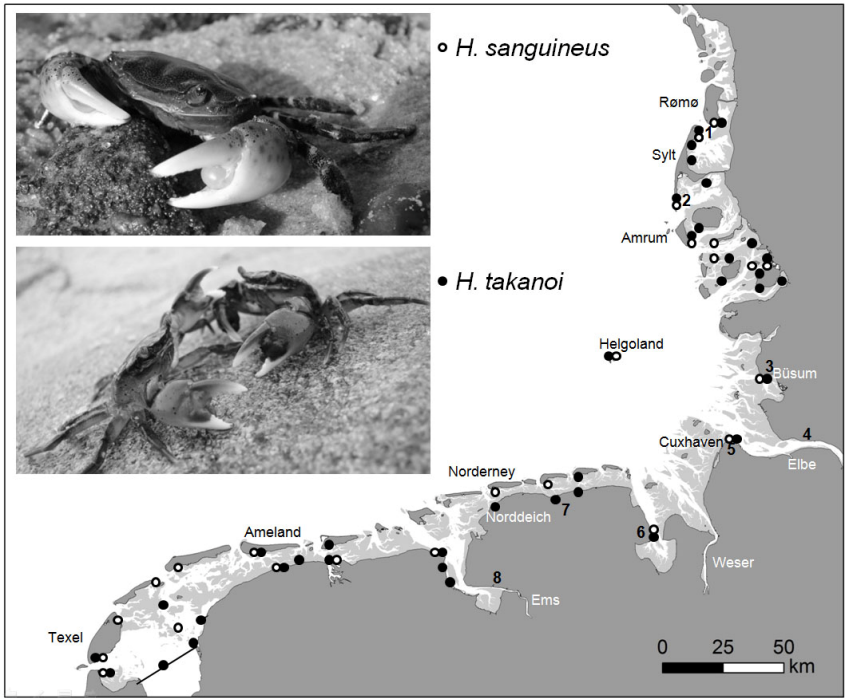 H. sanguineus
Rømø
1
Sylt
2
Amrum
H. takanoi
Helgoland
3
Büsum
4
Cuxhaven
5
Elbe
Norderney
Norddeich
7
6
Ameland
Weser
8
Ems
Texel
0 25 50
km